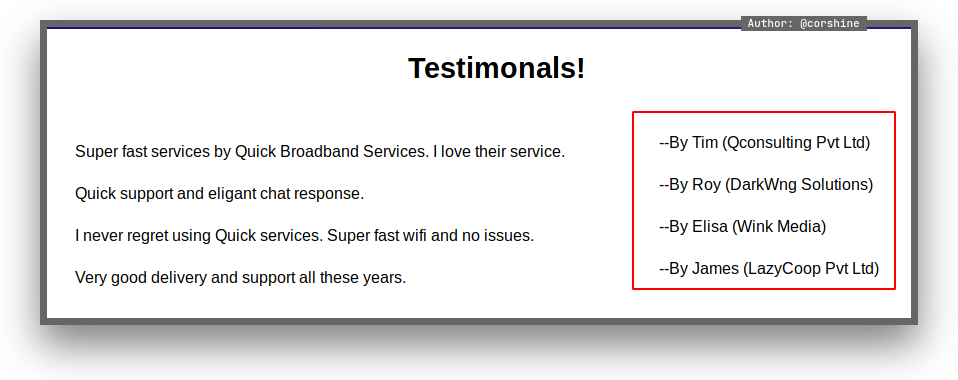 Author: @corshine
Testimonals!
Super fast services by Quick Broadband Services. I love their service.
--By Tim (Qconsulting Pvt Ltd)
Quick support and eligant chat response.
--By Roy (DarkWng Solutions)
I never regret using Quick services. Super fast wifi and no issues.
--By Elisa (Wink Media)
Very good delivery and support all these years.
--By James (LazyCoop Pvt Ltd)